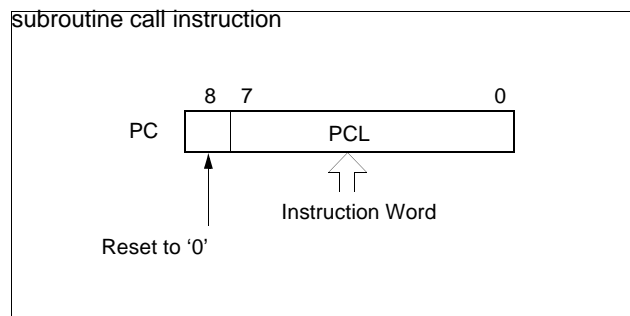 subroutine call instruction
8 7 0
PC PCL
Instruction Word
Reset to ‘0’